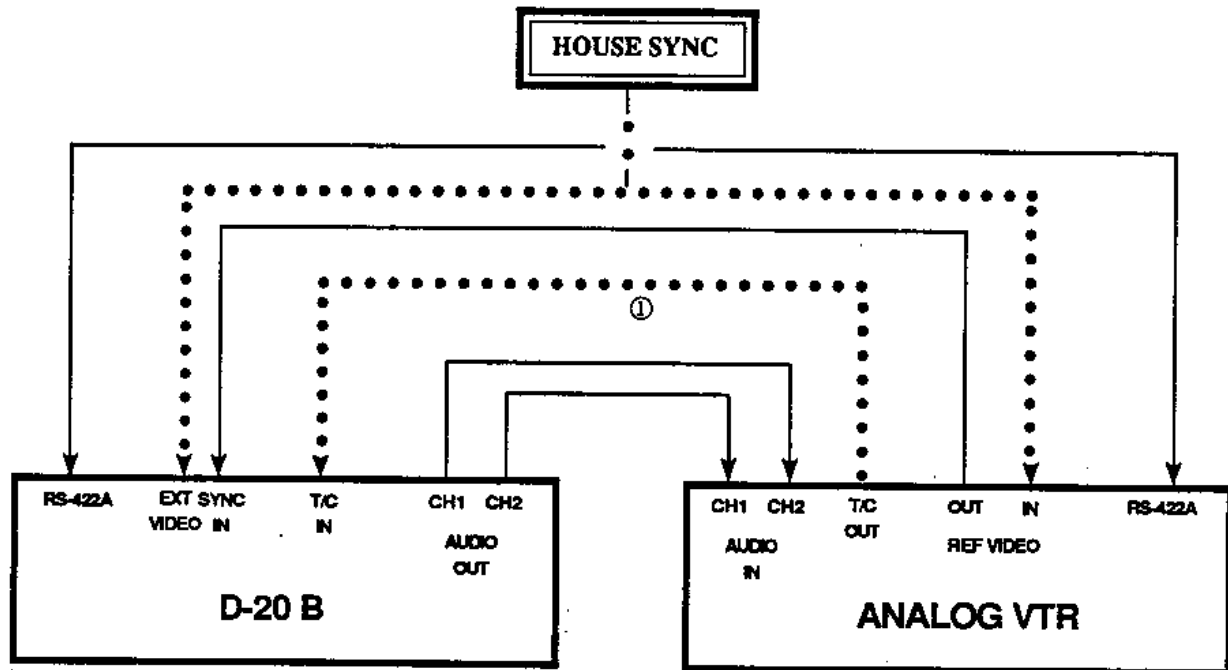 HOUSE SYNC
①
RS-422A
EXT SYNC
VIDEO IN
T/C
IN
CH1 CH2
AUDIO
OUT
D-20 B
CH1 CH2
AUDIO
IN
T/C
OUT
OUT IN
REF VIDEO
RS-422A
ANALOG VTR